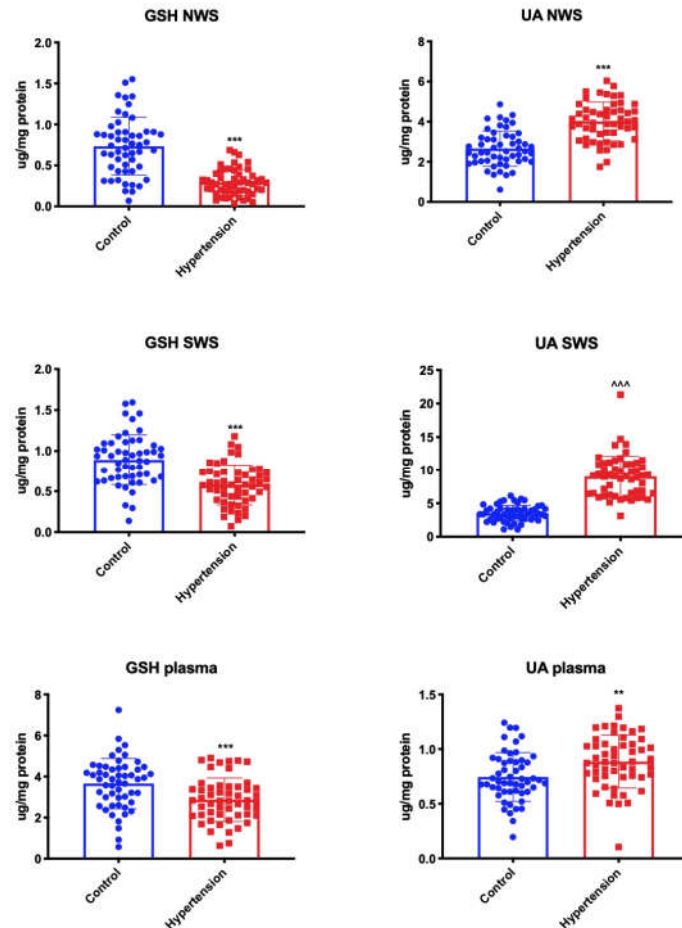 GSH NWS
ug/mg protein
2.0
1.5
1.0
0.5
0.0
***
Control
Hypertension
UA NWS
ug/mg protein
8
6
4
2
0
***
Control
Hypertension
GSH SWS
ug/mg protein
2.0
1.5
1.0
0.5
0.0
***
Control
Hypertension
UA SWS
ug/mg protein
25
20
15
10
5
0
^^^
Control
Hypertension
GSH plasma
ug/mg protein
8
6
4
2
0
***
Control
Hypertension
UA plasma
ug/mg protein
1.5
1.0
0.5
0.0
**
Control
Hypertension